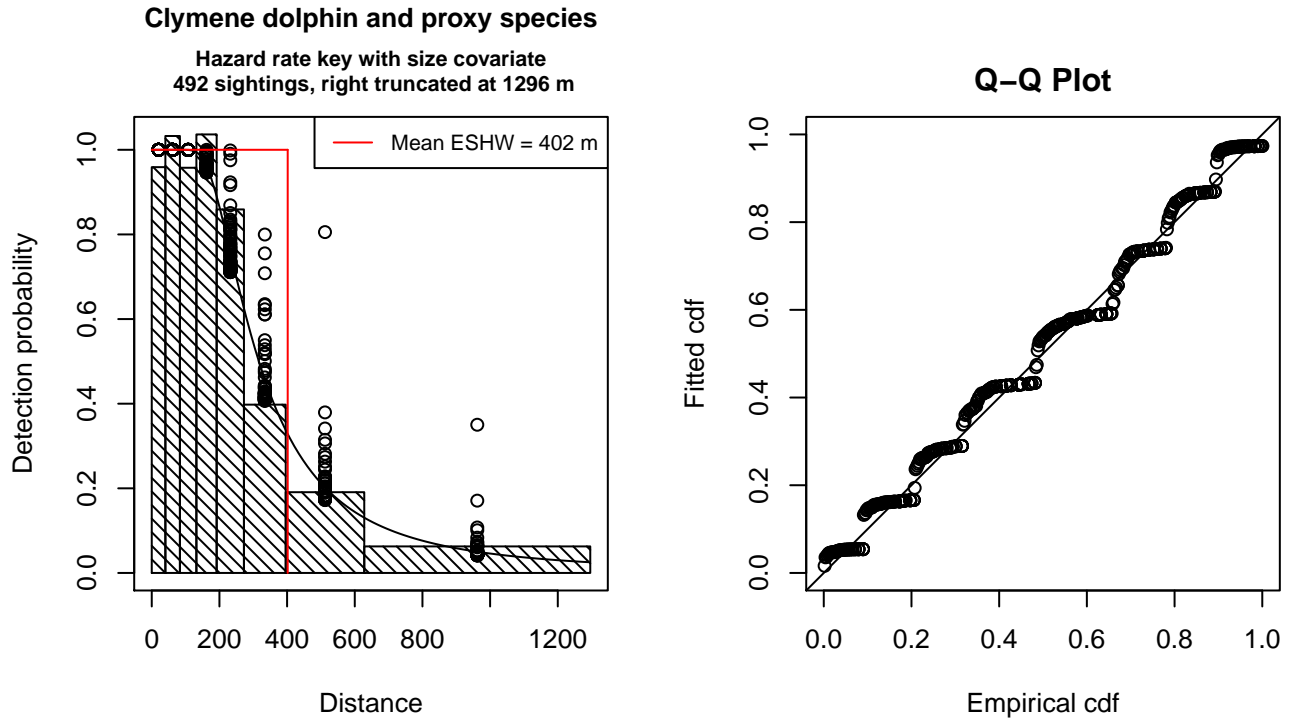 Clymene dolphin and proxy species
Hazard rate key with size covariate
492 sightings, right truncated at 1296 m
Mean ESHW = 402 m
Detection probability
0.0 0.2 0.4 0.6 0.8 1.0
0 200 400 600 800 1200
Distance
Q−Q Plot
Fitted cdf
0.0 0.2 0.4 0.6 0.8 1.0
0.0 0.2 0.4 0.6 0.8 1.0
Empirical cdf